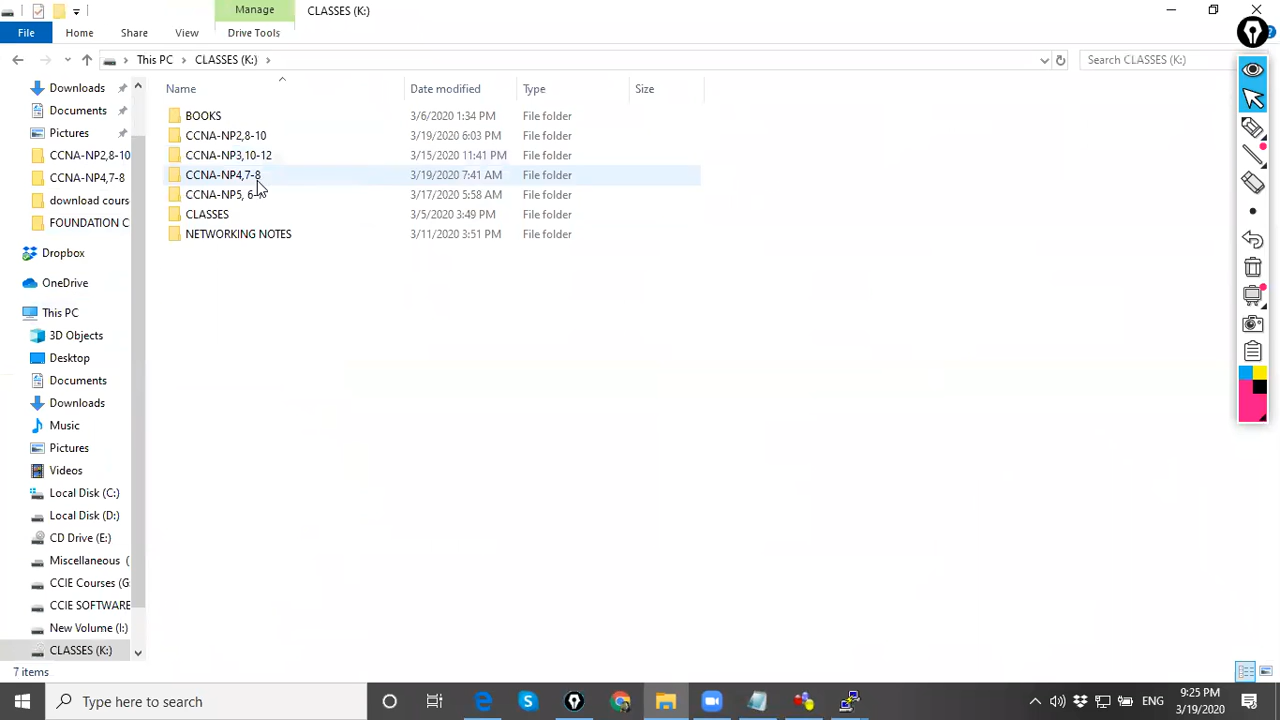 Manage
CLASSES (K:)
File
Home
Share
View
Drive Tools
This PC
CLASSES (K:)
Search CLASSES (K:)
Name
Date modified
Type
Size
BOOKS
3/6/2020 1:34 PM
File folder
CCNA-NP2,8-10
3/19/2020 6:03 PM
File folder
CCNA-NP3,10-12
3/15/2020 11:41 PM
File folder
CCNA-NP4,7-8
3/19/2020 7:41 AM
File folder
CCNA-NP5, 6-
3/17/2020 5:58 AM
File folder
CLASSES
3/5/2020 3:49 PM
File folder
NETWORKING NOTES
3/11/2020 3:51 PM
File folder
Downloads
Documents
Pictures
CCNA-NP2,8-10
CCNA-NP4,7-8
download cours
FOUNDATION C
Dropbox
OneDrive
This PC
3D Objects
Desktop
Documents
Downloads
Music
Pictures
Videos
Local Disk (C:)
Local Disk (D:)
CD Drive (E:)
Miscellaneous (
CCIE Courses (G
CCIE SOFTWARE
New Volume (I:)
CLASSES (K:)
7 items
Type here to search
ENG
9:25 PM
3/19/2020